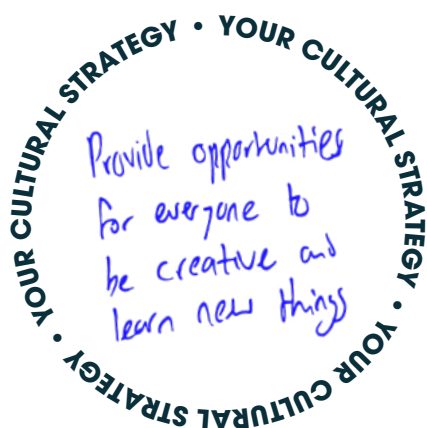 YOUR CULTURAL STRATEGY • YOUR CULTURAL STRATEGY • YOUR CULTURAL STRATEGY •
Provide opportunities
for everyone to
be creative and
learn new things